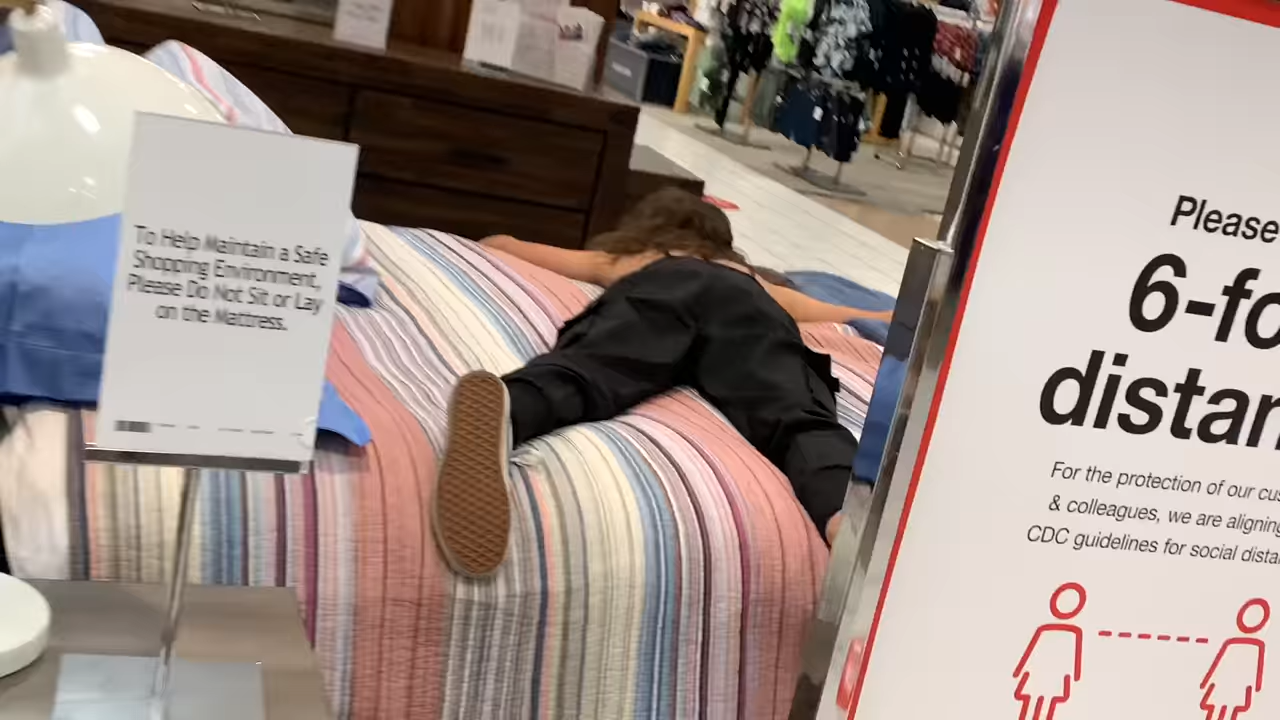 To Help Maintain a Safe
Shopping Environment,
Please Do Not Sit or Lay
on the Mattress.
Please
6-fo
distan
For the protection of our cus
& colleagues, we are aligning
CDC guidelines for social distan